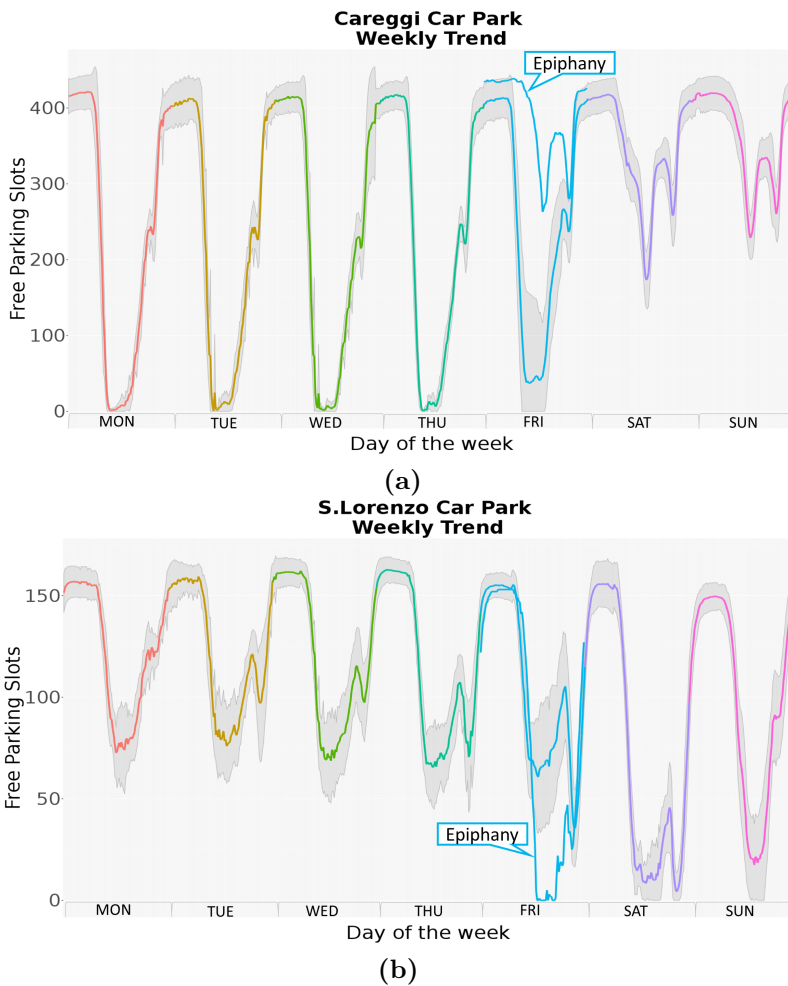 Careggi Car Park
Weekly Trend
Epiphany
Free Parking Slots
400
300
200
100
0
MON TUE WED THU FRI SAT SUN
Day of the week
(a)
S.Lorenzo Car Park
Weekly Trend
Free Parking Slots
150
100
50
0
Epiphany
MON TUE WED THU FRI SAT SUN
Day of the week
(b)